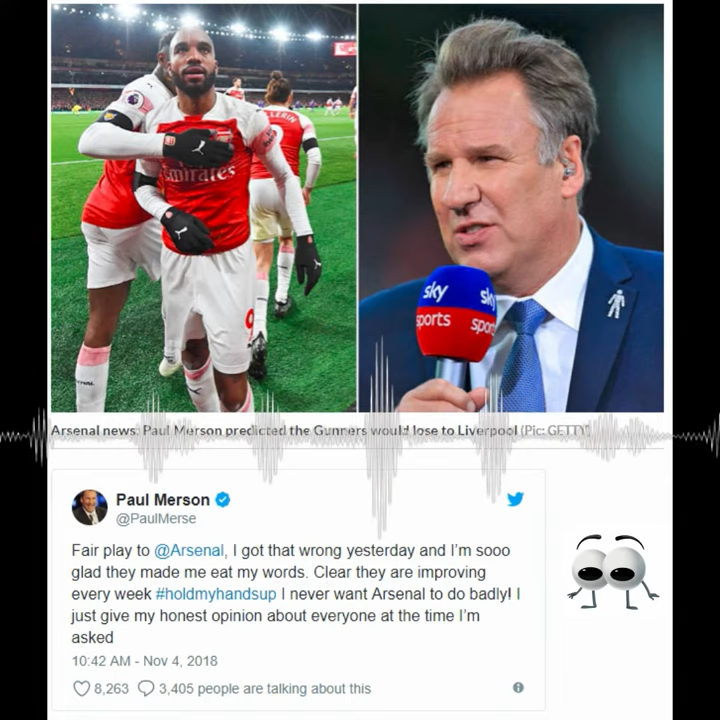 Emirates
LLERIN
9
sky
sports
Arsenal news: Paul Merson predicted the Gunners would lose to Liverpool (Pic: GETTY)
Paul Merson
@PaulMerse
Fair play to @Arsenal, I got that wrong yesterday and I'm sooo
glad they made me eat my words. Clear they are improving
every week #holdmyhandsup I never want Arsenal to do badly! I
just give my honest opinion about everyone at the time I'm
asked
10:42 AM - Nov 4, 2018
8,263 3,405 people are talking about this